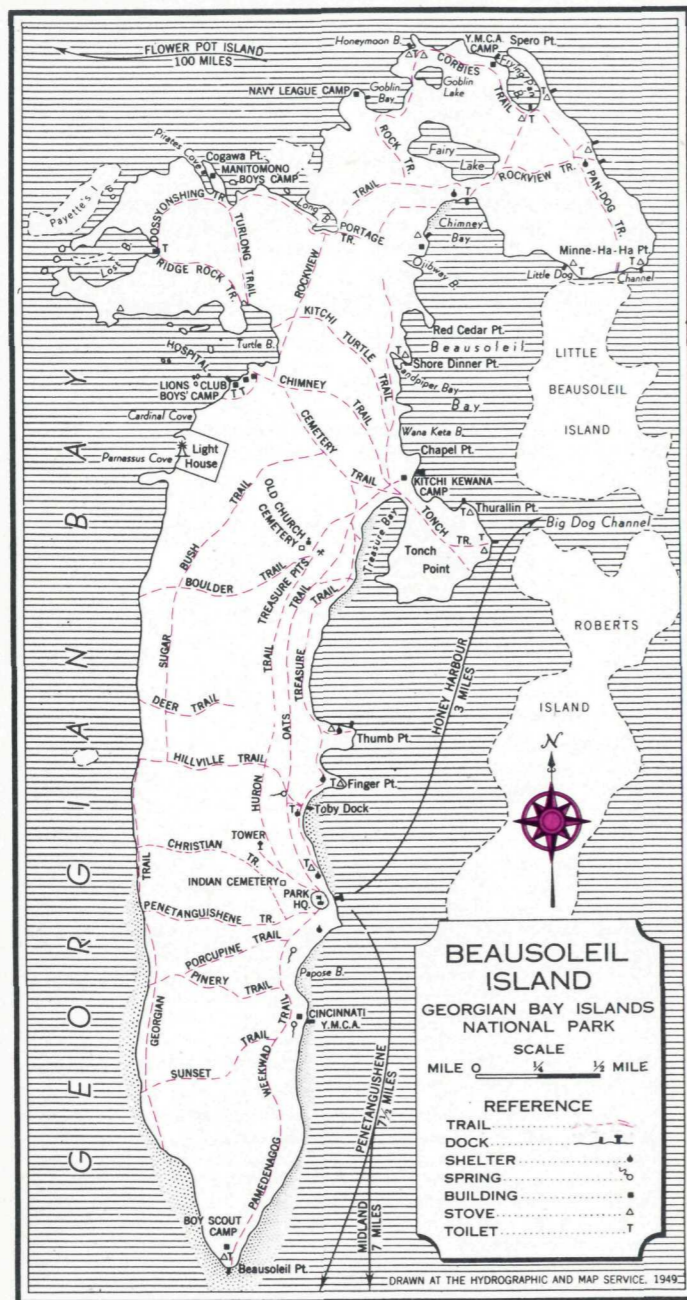 FLOWER POT ISLAND
100 MILES
Honeymoon B.
Y.M.C.A.
CAMP
Spero Pt.
CORBIES
TRAIL
Frying Pan
B.
NAVY LEAGUE CAMP
Goblin
Bay
Goblin
Lake
ROCK TR.
Fairy
Lake
TRAIL
ROCKVIEW TR.
PAN-DOG TR.
Pirates Cove
Cogawa Pt.
MANITOMONO
BOYS CAMP
Payette's I
DOSSYONSHING TR.
TURLONG TRAIL
Long B.
PORTAGE
TR.
Chimney
Bay
Ojibway B.
Minne-Ha-Ha Pt.
Little Dog
Channel
Lost B.
RIDGE ROCK TR.
ROCKVIEW
Turtle B.
KITCHI TURTLE TRAIL
Red Cedar Pt.
Beausoleil
Bay
Shore Dinner Pt.
Sandpiper Bay
LITTLE
BEAUSOLEIL
ISLAND
HOSPITAL
LIONS CLUB
BOYS' CAMP
CHIMNEY
TRAIL
CEMETERY
TRAIL
Cardinal Cove
Parnassus Cove
Light
House
Wana Keta B.
Chapel Pt.
KITCHI KEWANA
CAMP
Thurallin Pt.
TONCH
TR.
Tonch
Point
Treasure Bay
Big Dog Channel
OLD CHURCH
CEMETERY
BUSH
TRAIL
SUGAR
BOULDER
TRAIL
TREASURE PITS
TRAIL
TREASURE
TRAIL
ROBERTS
ISLAND
HONEY HARBOUR
3 MILES
DEER TRAIL
OATS
TRAIL
Thumb Pt.
HILLVILLE TRAIL
HURON
Finger Pt.
Toby Dock
CHRISTIAN
TR.
TOWER
INDIAN CEMETERY
PARK
HQ.
TRAIL
PENETANGUISHENE TR.
PORCUPINE TRAIL
PINERY TRAIL
Papose B.
GEORGIAN
CINCINNATI
Y.M.C.A.
SUNSET TRAIL
WEEKWAD
TRAIL
PAMEDENAGOG
PENETANGUISHENE
7½ MILES
MIDLAND
7 MILES
BOY SCOUT
CAMP
Beausoleil Pt.
GEORGIAN BAY
N
BEAUSOLEIL
ISLAND
GEORGIAN BAY ISLANDS
NATIONAL PARK
SCALE
MILE 0 ¼ ½ MILE
REFERENCE
TRAIL
DOCK
SHELTER
SPRING
BUILDING
STOVE
TOILET T
DRAWN AT THE HYDROGRAPHIC AND MAP SERVICE. 1949